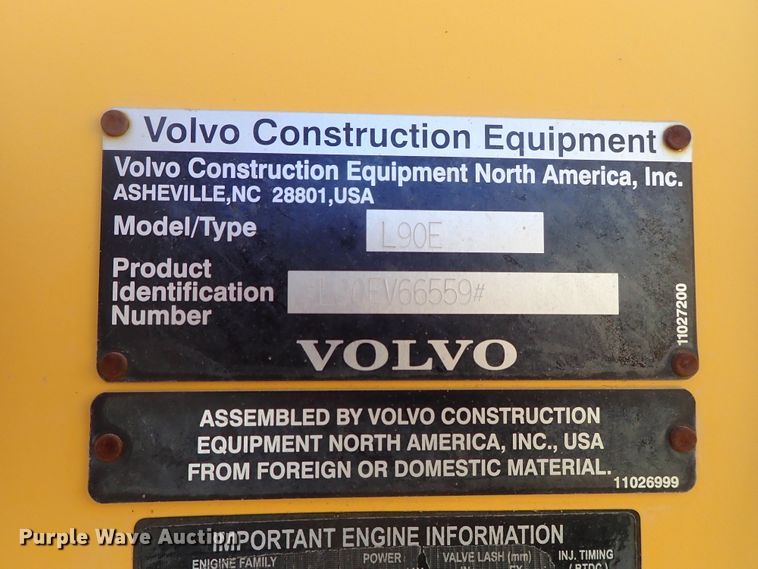 Volvo Construction Equipment
Volvo Construction Equipment North America, Inc.
ASHEVILLE,NC 28801,USA
Model/Type L90E
Product
Identification L90EV66559#
Number
11027200
VOLVO
ASSEMBLED BY VOLVO CONSTRUCTION
EQUIPMENT NORTH AMERICA, INC., USA
FROM FOREIGN OR DOMESTIC MATERIAL.
11026999
IMPORTANT ENGINE INFORMATION
ENGINE FAMILY POWER VALVE LASH (mm) INJ. TIMING
( BTDC )
Purple Wave Auction